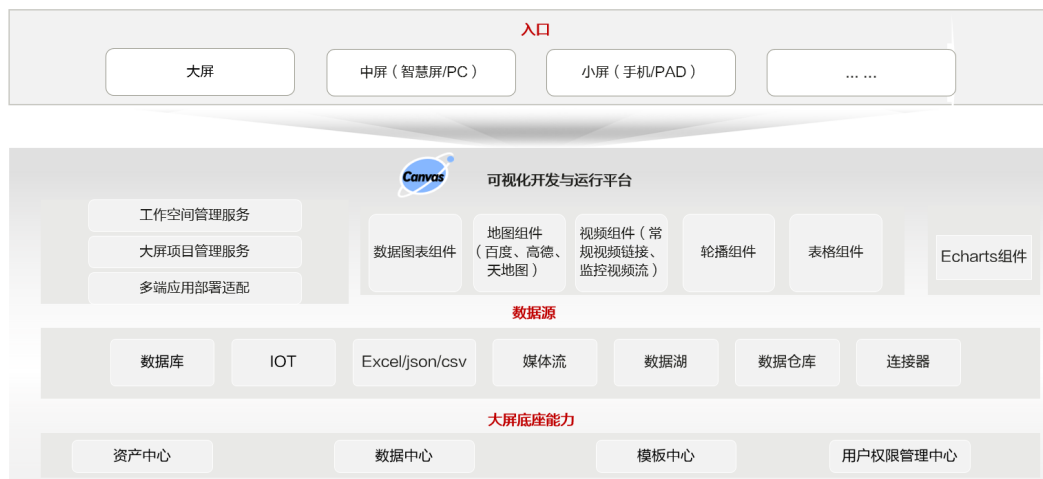 入口
大屏
中屏（智慧屏/PC）
小屏（手机/PAD）
... ...
Canvas
可视化开发与运行平台
工作空间管理服务
大屏项目管理服务
多端应用部署适配
数据图表组件
地图组件
（百度、高德、
天地图）
视频组件（常
规视频链接、
监控视频流）
轮播组件
表格组件
Echarts组件
数据源
数据库
IOT
Excel/json/csv
媒体流
数据湖
数据仓库
连接器
大屏底座能力
资产中心
数据中心
模板中心
用户权限管理中心